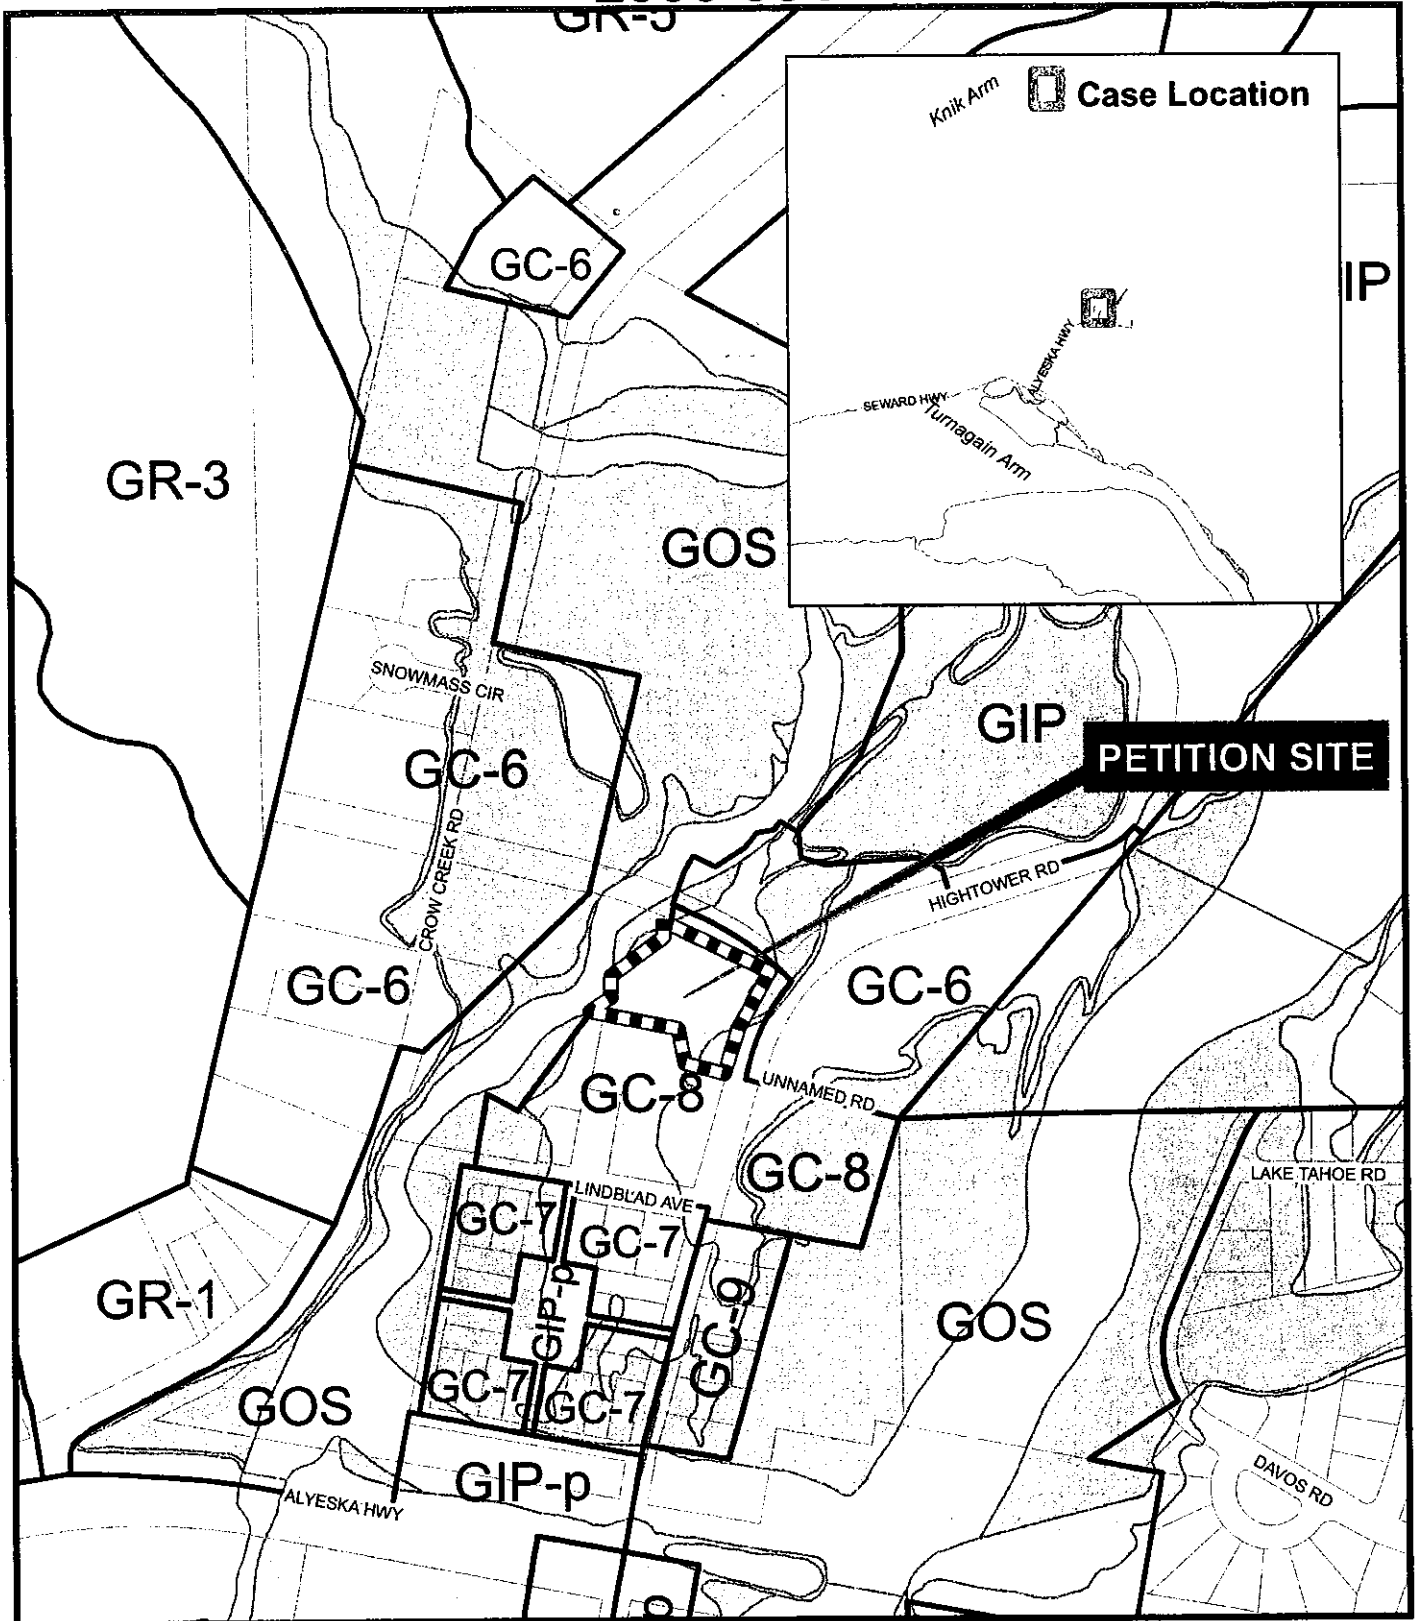 GR-5
Knik Arm
Case Location
GC-6
IP
ALYESKA HWY
SEWARD HWY
Turnagain Arm
GR-3
GOS
SNOWMASS CIR
GIP
PETITION SITE
GC-6
CROW CREEK RD
HIGHTOWER RD
GC-6
GC-6
GC-8
UNNAMED RD
GC-8
LAKE TAHOE RD
LINDBLAD AVE
GC-7
GC-7
GR-1
GIP-p
GC-9
GOS
GC-7
GC-7
GOS
GIP-p
ALYESKA HWY
DAVOS RD